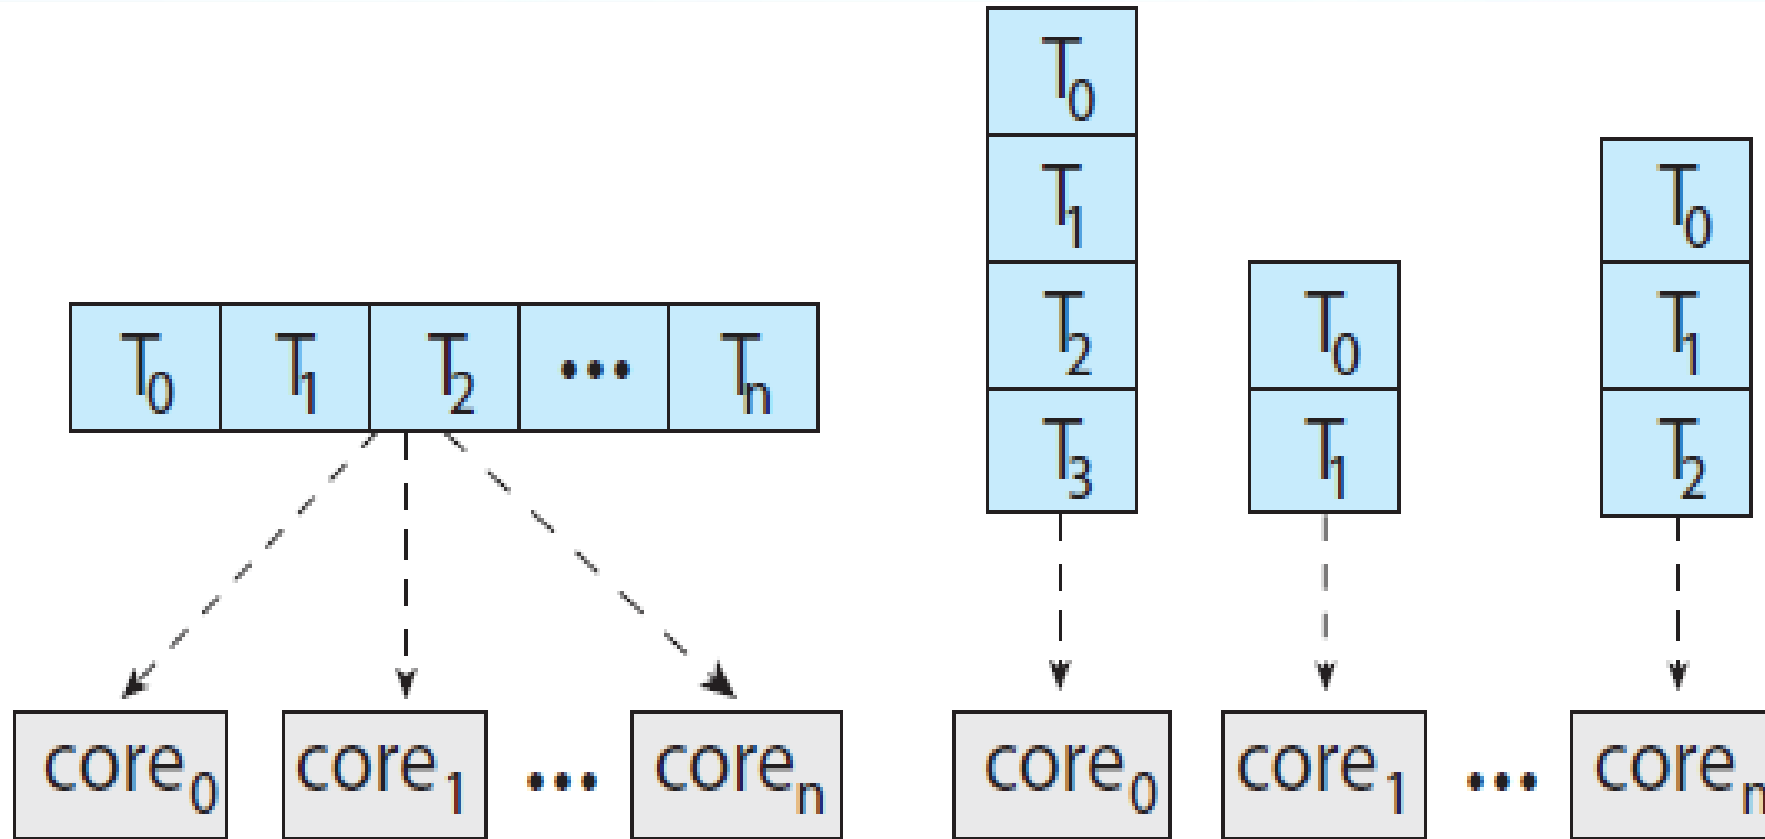 T₀ T₁ T₂ ••• Tₙ
core₀ core₁ ••• coreₙ
T₀
T₁
T₂
T₃
core₀
T₀
T₁
core₁
•••
T₀
T₁
T₂
coreₙ